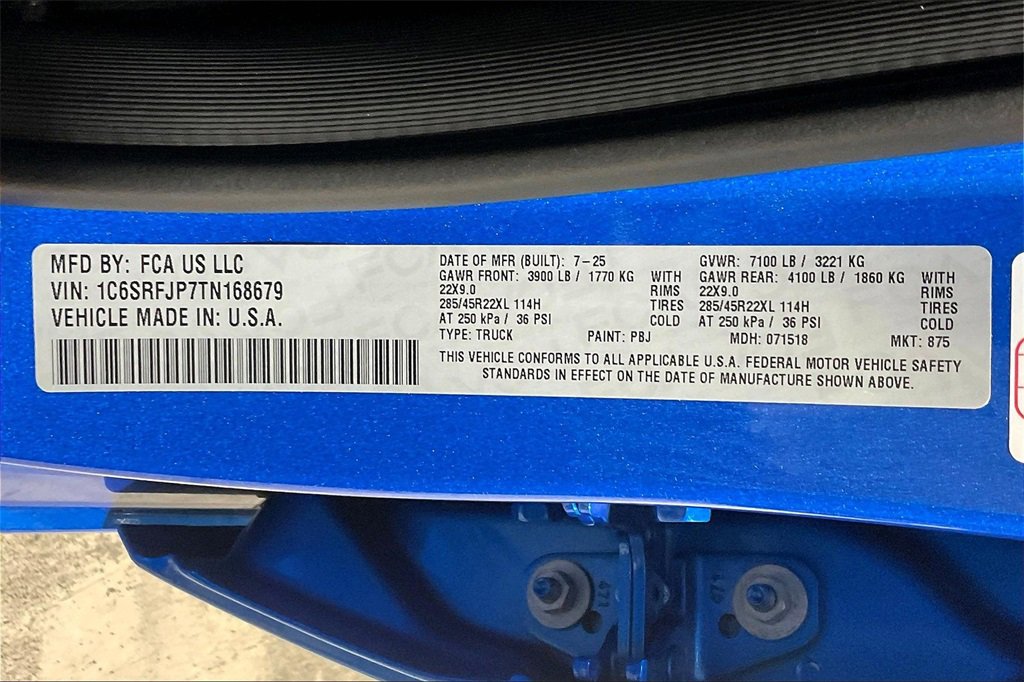 MFD BY: FCA US LLC
VIN: 1C6SRFJP7TN168679
VEHICLE MADE IN: U.S.A.
DATE OF MFR (BUILT): 7-25
GAWR FRONT: 3900 LB / 1770 KG WITH
22X9.0 RIMS
285/45R22XL 114H TIRES
AT 250 kPa / 36 PSI COLD
TYPE: TRUCK PAINT: PBJ
GVWR: 7100 LB / 3221 KG
GAWR REAR: 4100 LB / 1860 KG WITH
22X9.0 RIMS
285/45R22XL 114H TIRES
AT 250 kPa / 36 PSI COLD
MDH: 071518 MKT: 875
THIS VEHICLE CONFORMS TO ALL APPLICABLE U.S.A. FEDERAL MOTOR VEHICLE SAFETY
STANDARDS IN EFFECT ON THE DATE OF MANUFACTURE SHOWN ABOVE.